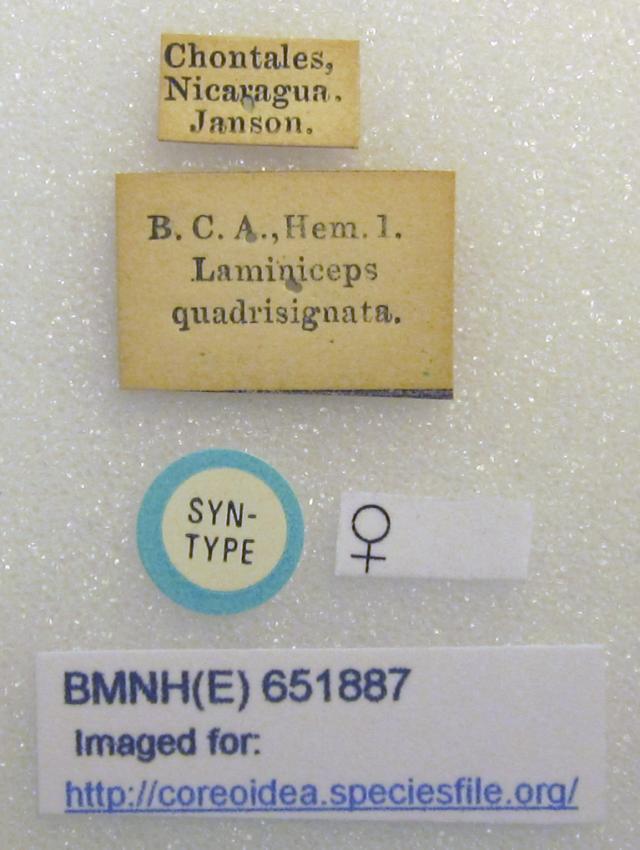 Chontales,
Nicaragua.
Janson.
B. C. A., Hem. 1.
Laminiceps
quadrisignata.
SYN-
TYPE
♀
BMNH(E) 651887
Imaged for:
http://coreoidea.speciesfile.org/